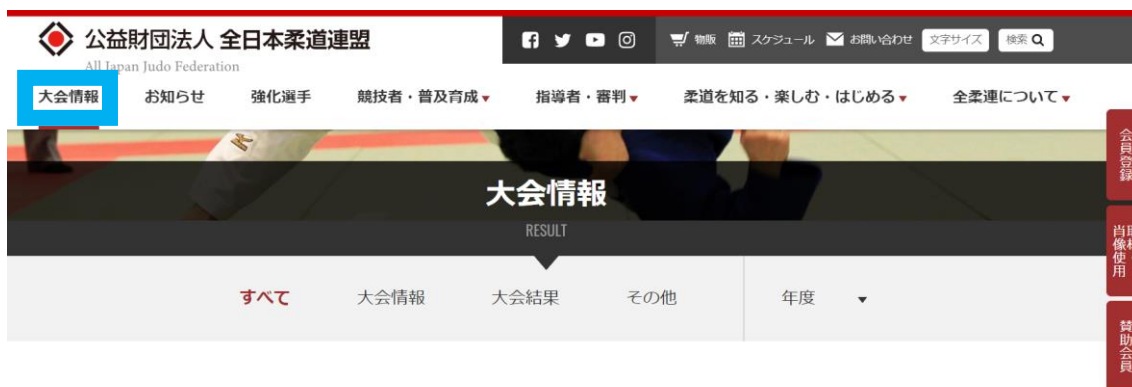 公益財団法人 全日本柔道連盟
All Japan Judo Federation
物販 スケジュール お問い合わせ 文字サイズ 検索
大会情報 お知らせ 強化選手 競技者・普及育成▼ 指導者・審判▼ 柔道を知る・楽しむ・はじめる▼ 全柔連について▼
大会情報
RESULT
すべて 大会情報 大会結果 その他 年度 ▼
会員登録
肖像使用
賛助会員